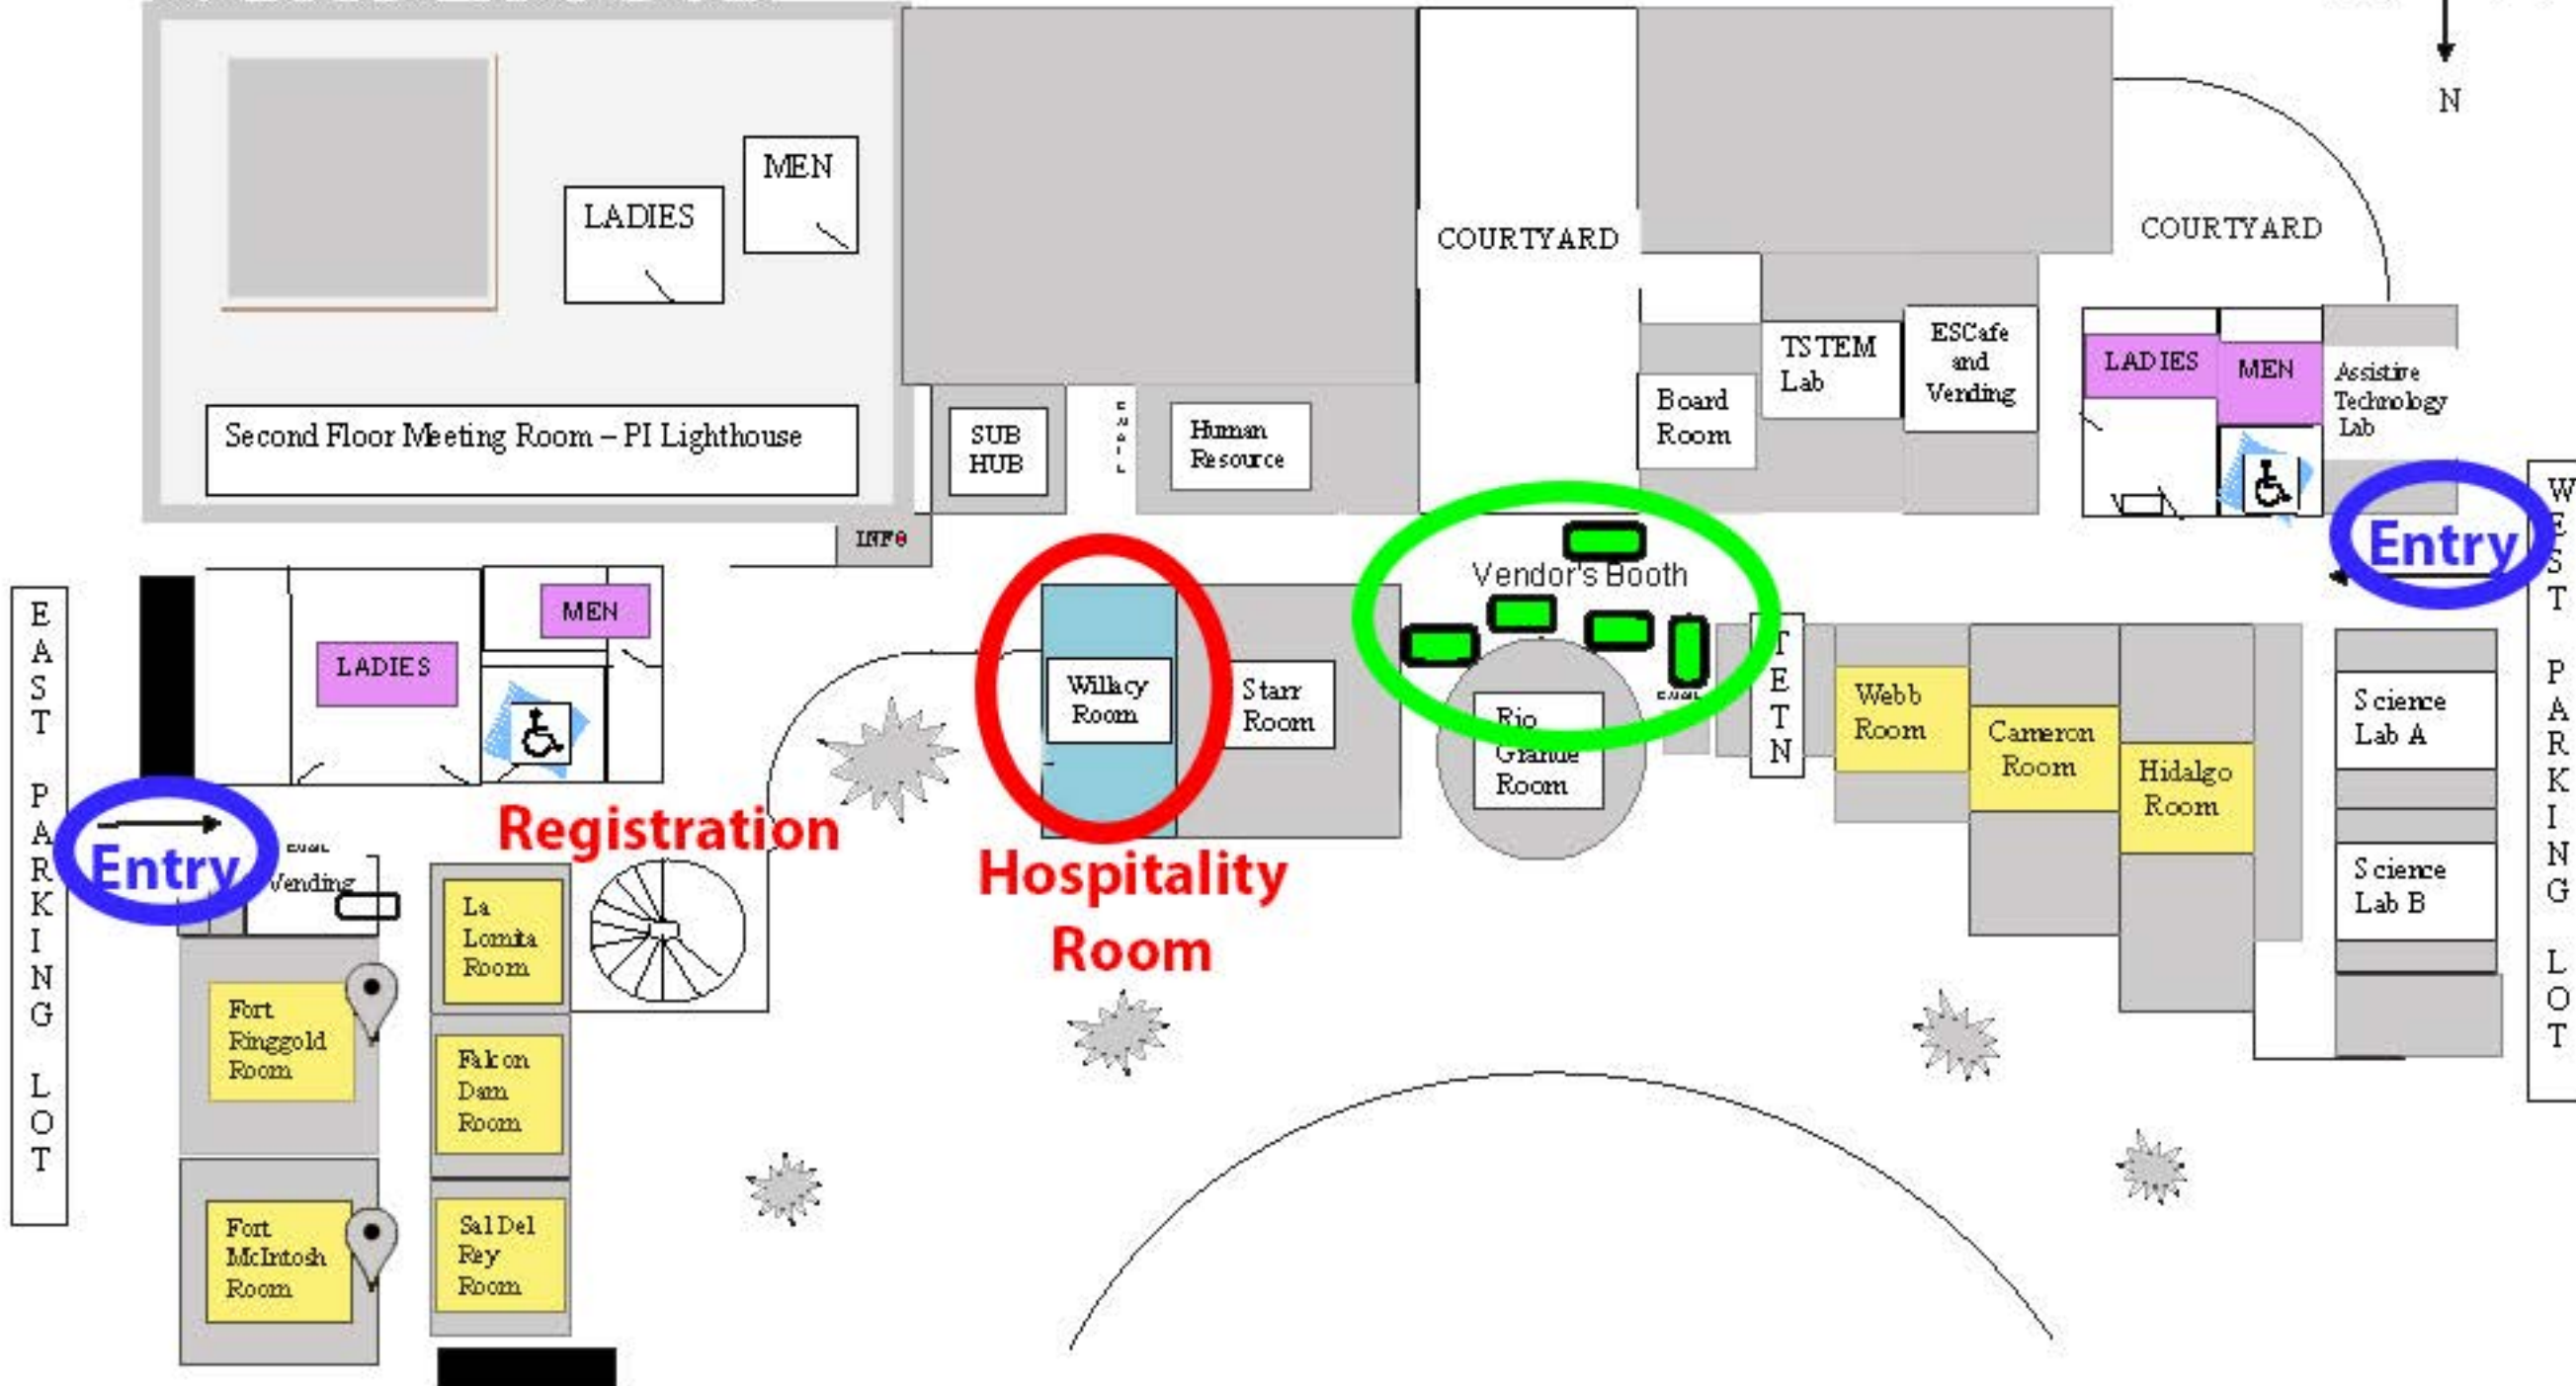 N
MEN
LADIES
COURTYARD
COURTYARD
Second Floor Meeting Room – PI Lighthouse
SUB
HUB
Human
Resource
Board
Room
TSTEM
Lab
ESCafe
and
Vending
LADIES
MEN
Assistive
Technology
Lab
INFO
Entry
Vendor's Booth
EAST PARKING LOT
WEST PARKING LOT
MEN
LADIES
Willacy
Room
Starr
Room
Rio
Grande
Room
TETN
Webb
Room
Cameron
Room
Hidalgo
Room
Science
Lab A
Science
Lab B
Registration
Hospitality
Room
Entry
Vending
La
Lomita
Room
Fort
Ringgold
Room
Falcon
Dam
Room
Fort
McIntosh
Room
Sal Del
Rey
Room